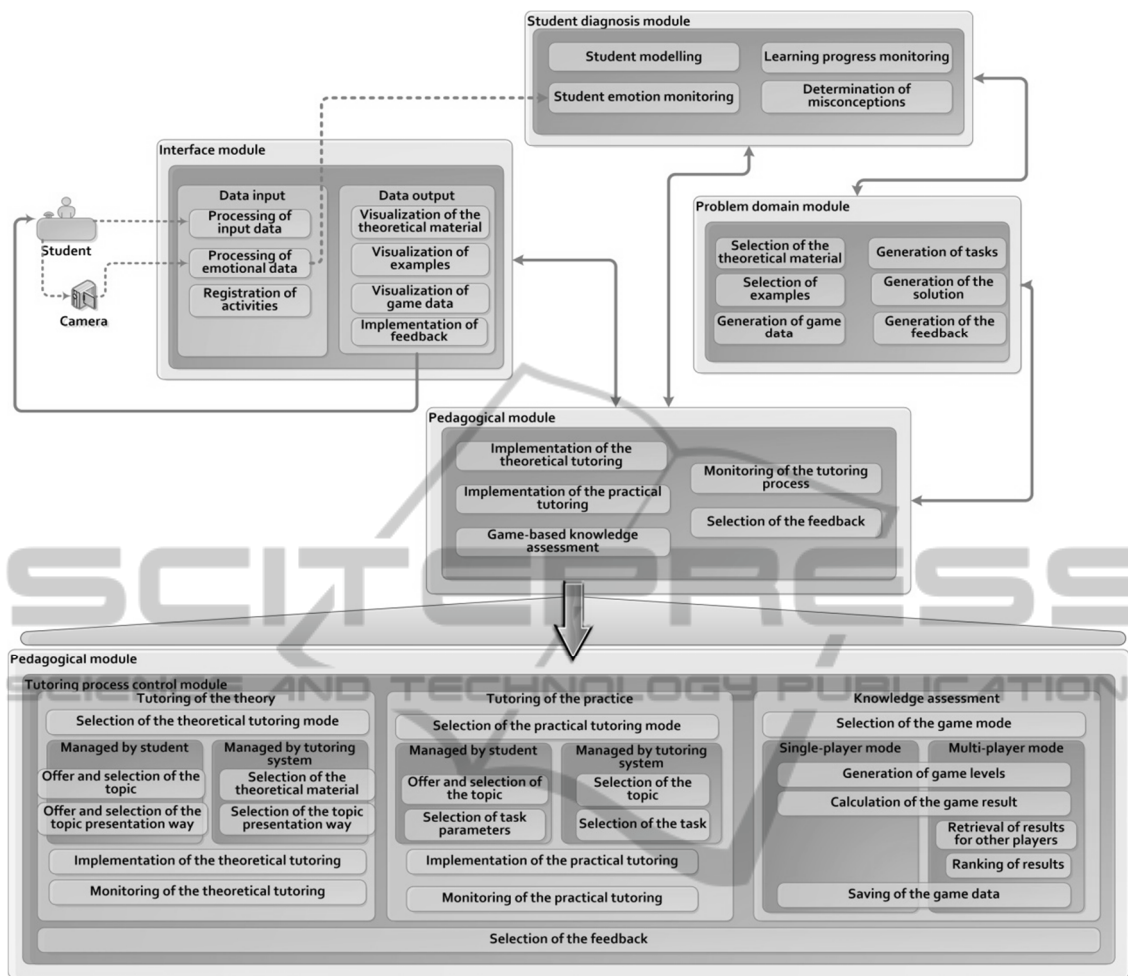 Student diagnosis module
Student modelling
Learning progress monitoring
Student emotion monitoring
Determination of
misconceptions
Interface module
Data input
Processing of
input data
Processing of
emotional data
Registration of
activities
Data output
Visualization of the
theoretical material
Visualization
of examples
Visualization of
game data
Implementation of
feedback
Student
Camera
Problem domain module
Selection of the
theoretical material
Selection of
examples
Generation of game
data
Generation of tasks
Generation of the
solution
Generation of the
feedback
Pedagogical module
Implementation of the
theoretical tutoring
Implementation of the practical
tutoring
Game-based knowledge
assessment
Monitoring of the tutoring
process
Selection of the feedback
SCITEPRESS
SCIENCE AND TECHNOLOGY PUBLICATIONS
Pedagogical module
Tutoring process control module
Tutoring of the theory
Selection of the theoretical tutoring mode
Managed by student
Offer and selection of the
topic
Offer and selection of the
topic presentation way
Managed by tutoring
system
Selection of the
theoretical material
Selection of the topic
presentation way
Implementation of the theoretical tutoring
Monitoring of the theoretical tutoring
Tutoring of the practice
Selection of the practical tutoring mode
Managed by student
Offer and selection of
the topic
Selection of task
parameters
Managed by tutoring
system
Selection of the
topic
Selection of the task
Implementation of the practical tutoring
Monitoring of the practical tutoring
Knowledge assessment
Selection of the game mode
Single-player mode
Multi-player mode
Generation of game levels
Calculation of the game result
Retrieval of results
for other players
Ranking of results
Saving of the game data
Selection of the feedback